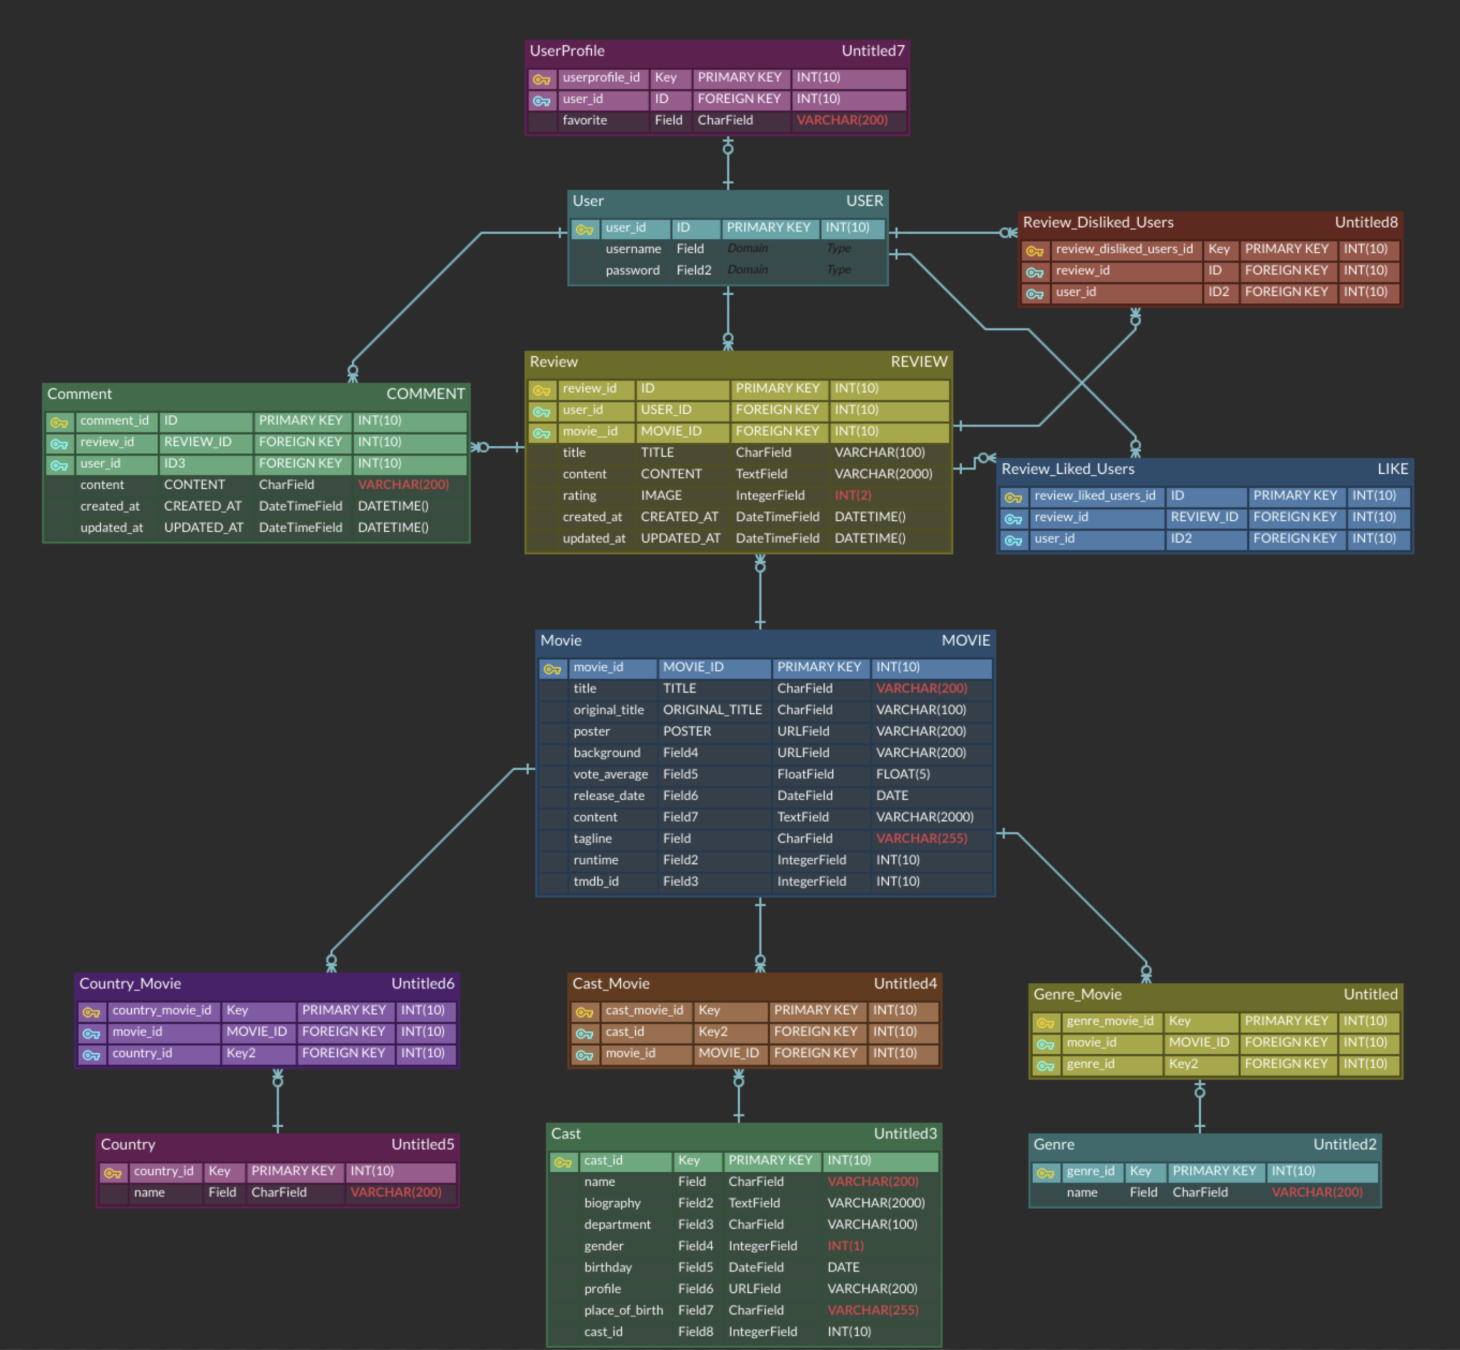 UserProfile Untitled7
userprofile_id Key PRIMARY KEY INT(10)
user_id ID FOREIGN KEY INT(10)
favorite Field CharField VARCHAR(200)
User USER
user_id ID PRIMARY KEY INT(10)
username Field Domain Type
password Field2 Domain Type
Review_Disliked_Users Untitled8
review_disliked_users_id Key PRIMARY KEY INT(10)
review_id ID FOREIGN KEY INT(10)
user_id ID2 FOREIGN KEY INT(10)
Review REVIEW
review_id ID PRIMARY KEY INT(10)
user_id USER_ID FOREIGN KEY INT(10)
movie__id MOVIE_ID FOREIGN KEY INT(10)
title TITLE CharField VARCHAR(100)
content CONTENT TextField VARCHAR(2000)
rating IMAGE IntegerField INT(2)
created_at CREATED_AT DateTimeField DATETIME()
updated_at UPDATED_AT DateTimeField DATETIME()
Comment COMMENT
comment_id ID PRIMARY KEY INT(10)
review_id REVIEW_ID FOREIGN KEY INT(10)
user_id ID3 FOREIGN KEY INT(10)
content CONTENT CharField VARCHAR(200)
created_at CREATED_AT DateTimeField DATETIME()
updated_at UPDATED_AT DateTimeField DATETIME()
Review_Liked_Users LIKE
review_liked_users_id ID PRIMARY KEY INT(10)
review_id REVIEW_ID FOREIGN KEY INT(10)
user_id ID2 FOREIGN KEY INT(10)
Movie MOVIE
movie_id MOVIE_ID PRIMARY KEY INT(10)
title TITLE CharField VARCHAR(200)
original_title ORIGINAL_TITLE CharField VARCHAR(100)
poster POSTER URLField VARCHAR(200)
background Field4 URLField VARCHAR(200)
vote_average Field5 FloatField FLOAT(5)
release_date Field6 DateField DATE
content Field7 TextField VARCHAR(2000)
tagline Field CharField VARCHAR(255)
runtime Field2 IntegerField INT(10)
tmdb_id Field3 IntegerField INT(10)
Country_Movie Untitled6
country_movie_id Key PRIMARY KEY INT(10)
movie_id MOVIE_ID FOREIGN KEY INT(10)
country_id Key2 FOREIGN KEY INT(10)
Cast_Movie Untitled4
cast_movie_id Key PRIMARY KEY INT(10)
cast_id Key2 FOREIGN KEY INT(10)
movie_id MOVIE_ID FOREIGN KEY INT(10)
Genre_Movie Untitled
genre_movie_id Key PRIMARY KEY INT(10)
movie_id MOVIE_ID FOREIGN KEY INT(10)
genre_id Key2 FOREIGN KEY INT(10)
Country Untitled5
country_id Key PRIMARY KEY INT(10)
name Field CharField VARCHAR(200)
Cast Untitled3
cast_id Key PRIMARY KEY INT(10)
name Field CharField VARCHAR(200)
biography Field2 TextField VARCHAR(2000)
department Field3 CharField VARCHAR(100)
gender Field4 IntegerField INT(1)
birthday Field5 DateField DATE
profile Field6 URLField VARCHAR(200)
place_of_birth Field7 CharField VARCHAR(255)
cast_id Field8 IntegerField INT(10)
Genre Untitled2
genre_id Key PRIMARY KEY INT(10)
name Field CharField VARCHAR(200)